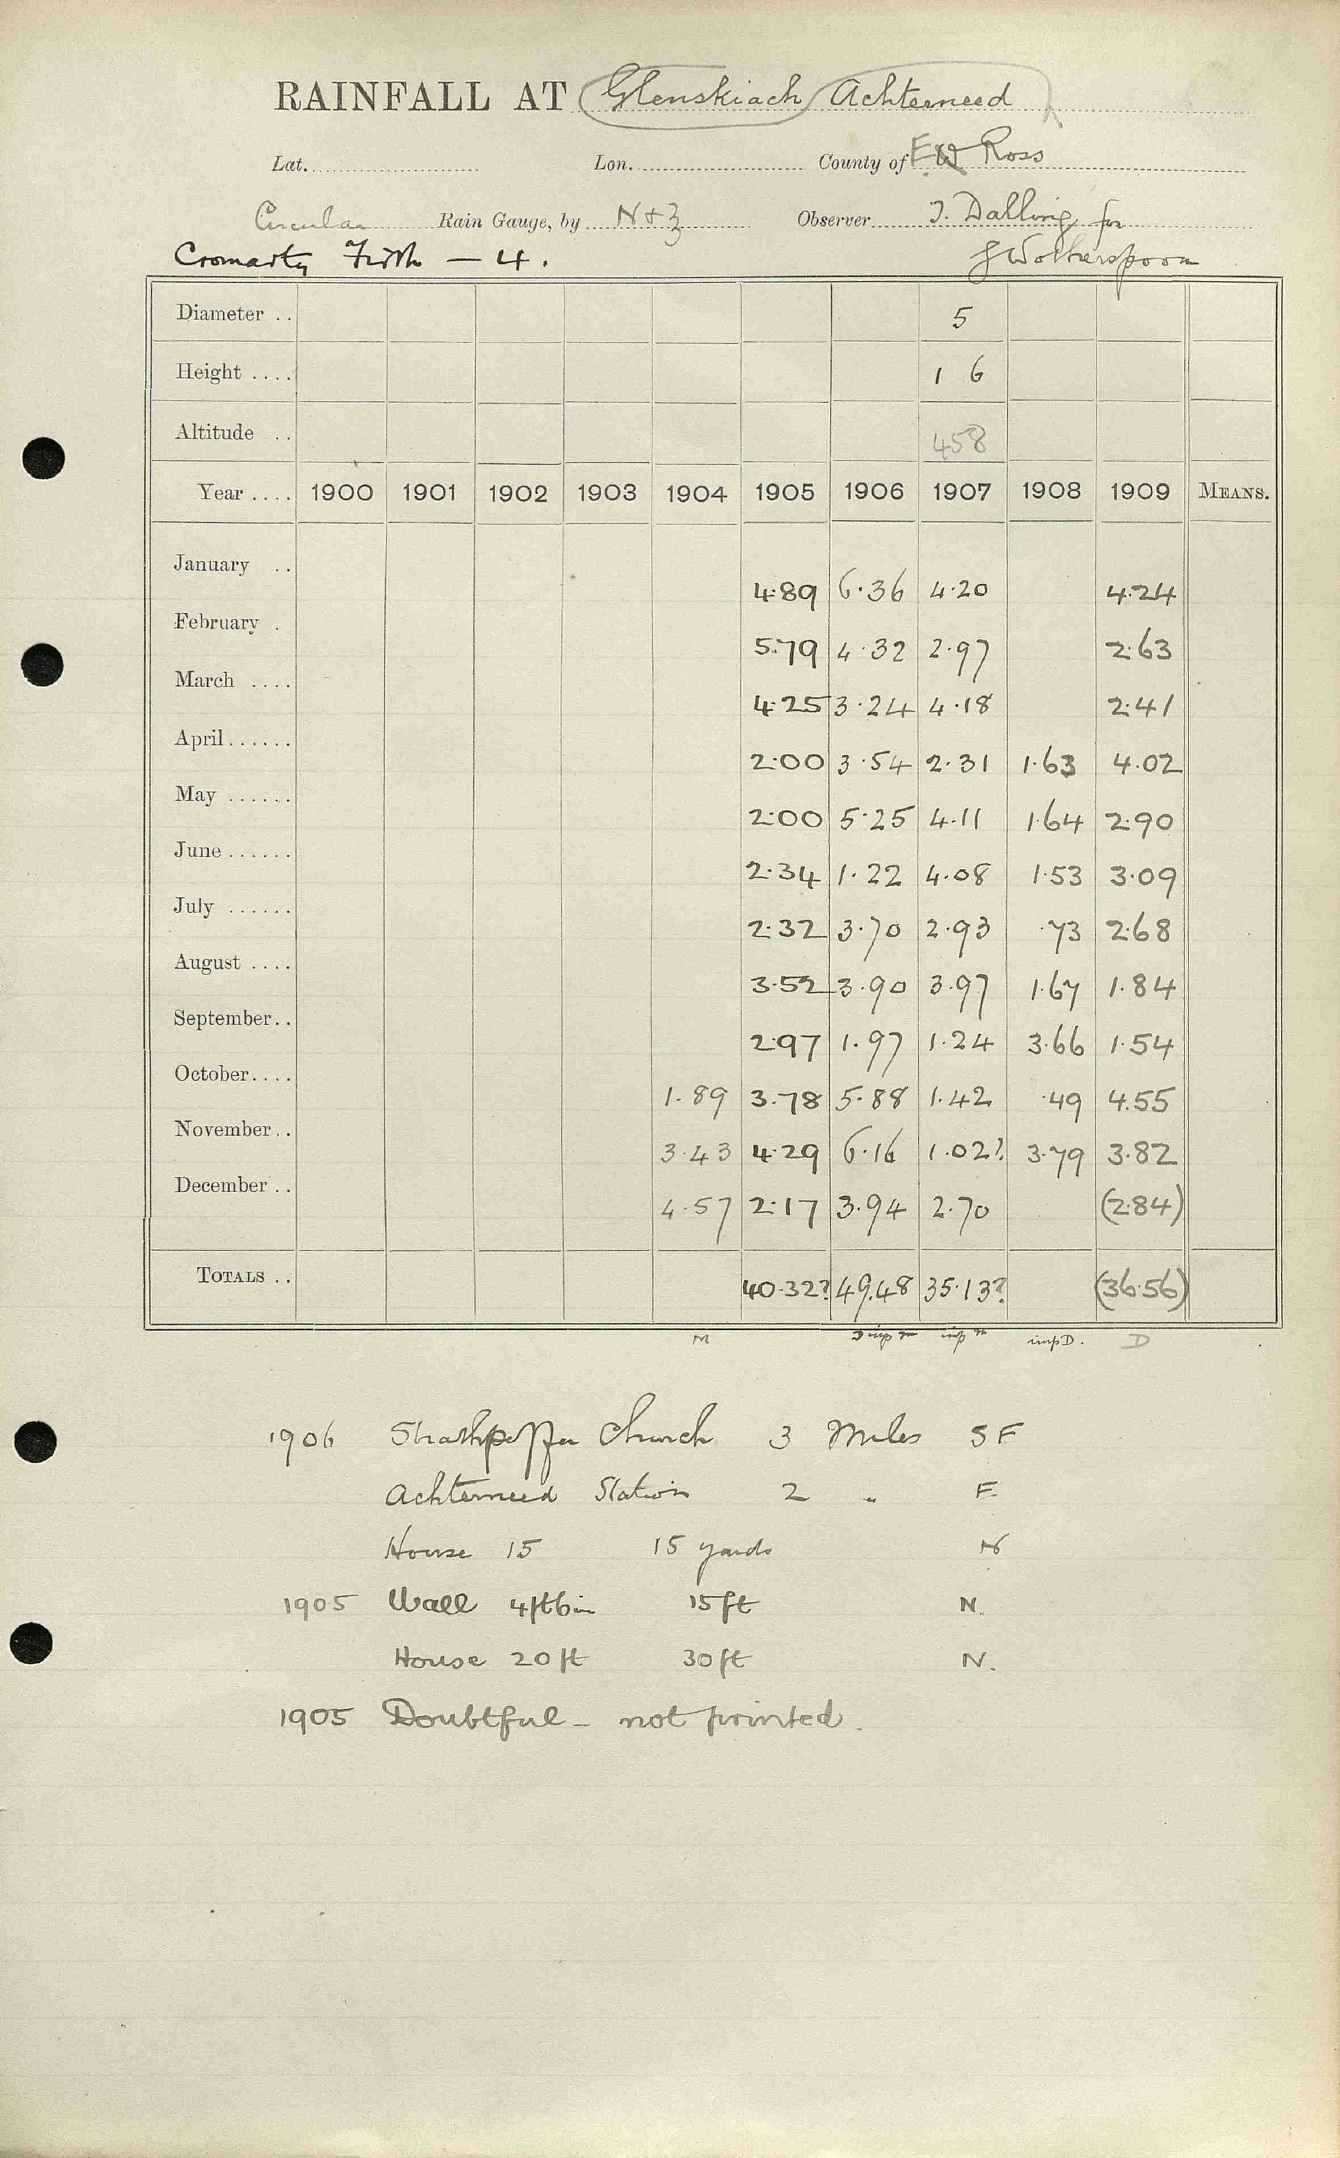 RAINFALL AT Glenskiach Achterneed
Lat. Lon. County of E Ross
Circular Rain Gauge, by N + Z Observer J. Dalling for
Cromarty Firth - 4. J Wotherspoon
Diameter .. 5
Height .... 1 6
Altitude .. 458
Year .... 1900 1901 1902 1903 1904 1905 1906 1907 1908 1909 MEANS.
January .. 4.89 6.36 4.20 4.24
February . 5.79 4.32 2.97 2.63
March .... 4.25 3.24 4.18 2.41
April...... 2.00 3.54 2.31 1.63 4.02
May ...... 2.00 5.25 4.11 1.64 2.90
June ...... 2.34 1.22 4.08 1.53 3.09
July ...... 2.32 3.70 2.93 .73 2.68
August .... 3.52 3.90 3.97 1.67 1.84
September.. 2.97 1.97 1.24 3.66 1.54
October.... 1.89 3.78 5.88 1.42 .49 4.55
November.. 3.43 4.29 6.16 1.02? 3.79 3.82
December .. 4.57 2.17 3.94 2.70 (2.84)
TOTALS .. 40.32? 49.48 35.13? (36.56)
M imp m imp m imp D. D
1906 Strathpeffer Church 3 Miles S E
Achterneed Station 2 " E
House 15 15 yards N
1905 Wall 4ft 6in 15ft N.
House 20ft 30ft N.
1905 Doubtful - not printed.